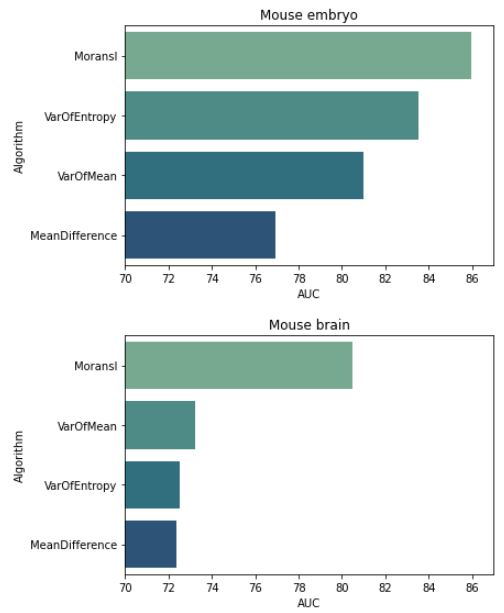 Mouse embryo
MoransI
VarOfEntropy
VarOfMean
MeanDifference
Algorithm
70 72 74 76 78 80 82 84 86
AUC
Mouse brain
MoransI
VarOfMean
VarOfEntropy
MeanDifference
Algorithm
70 72 74 76 78 80 82 84 86
AUC